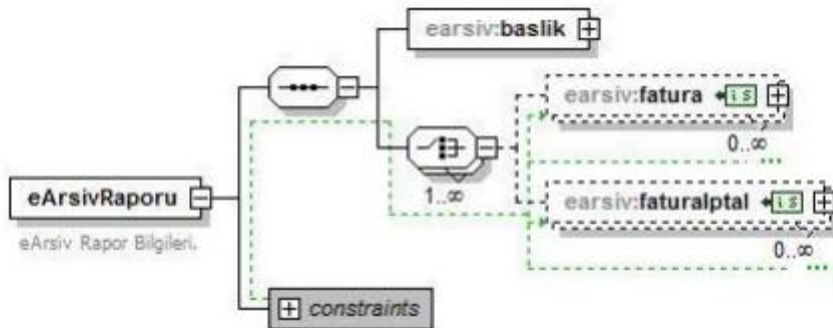 earsiv:baslik
earsiv:fatura
0..∞
1..∞
eArsivRaporu
earsiv:faturaIptal
eArsiv Rapor Bilgileri.
0..∞
constraints